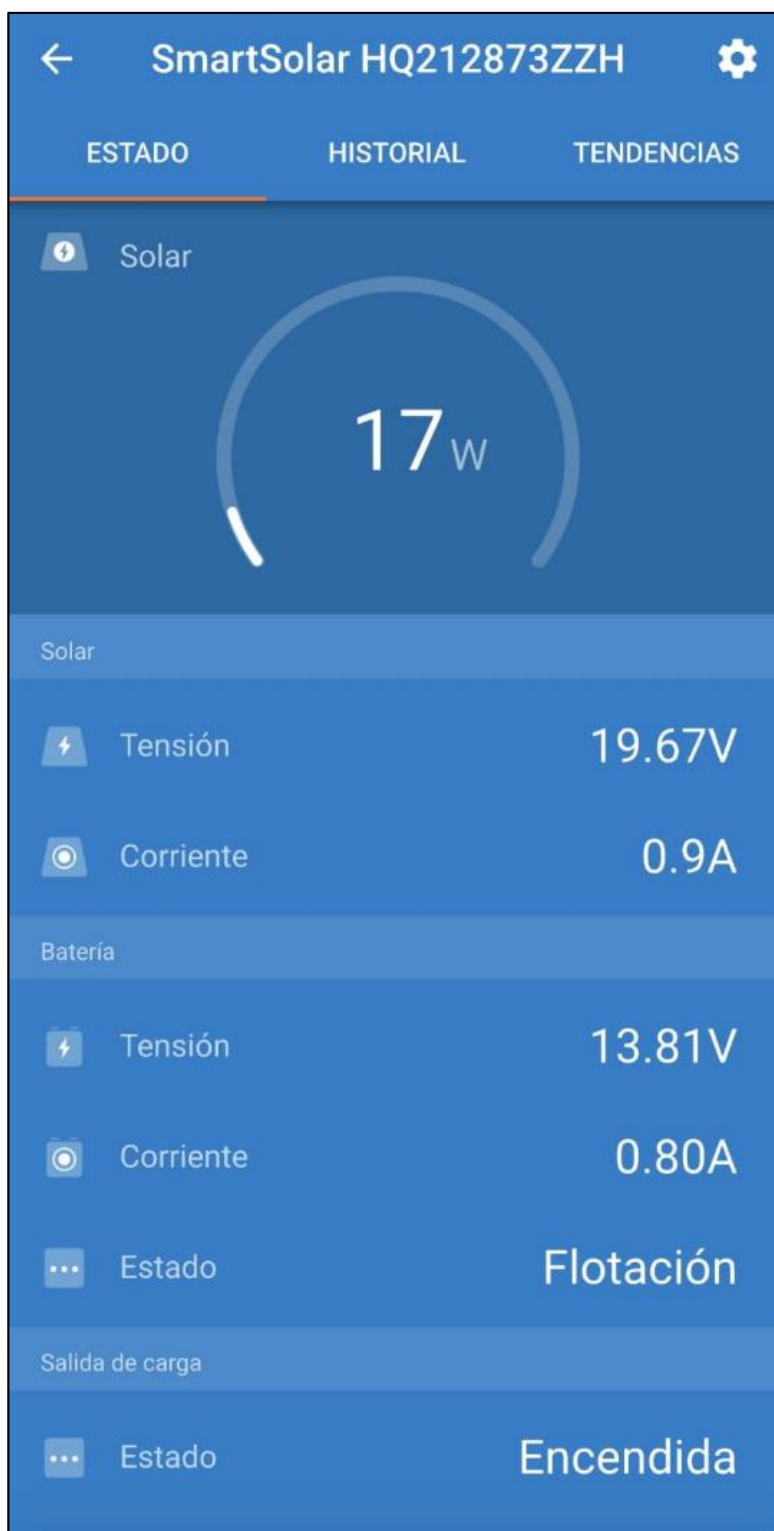 SmartSolar HQ212873ZZH
ESTADO HISTORIAL TENDENCIAS
Solar
17W
Solar
Tensión 19.67V
Corriente 0.9A
Batería
Tensión 13.81V
Corriente 0.80A
Estado Flotación
Salida de carga
Estado Encendida